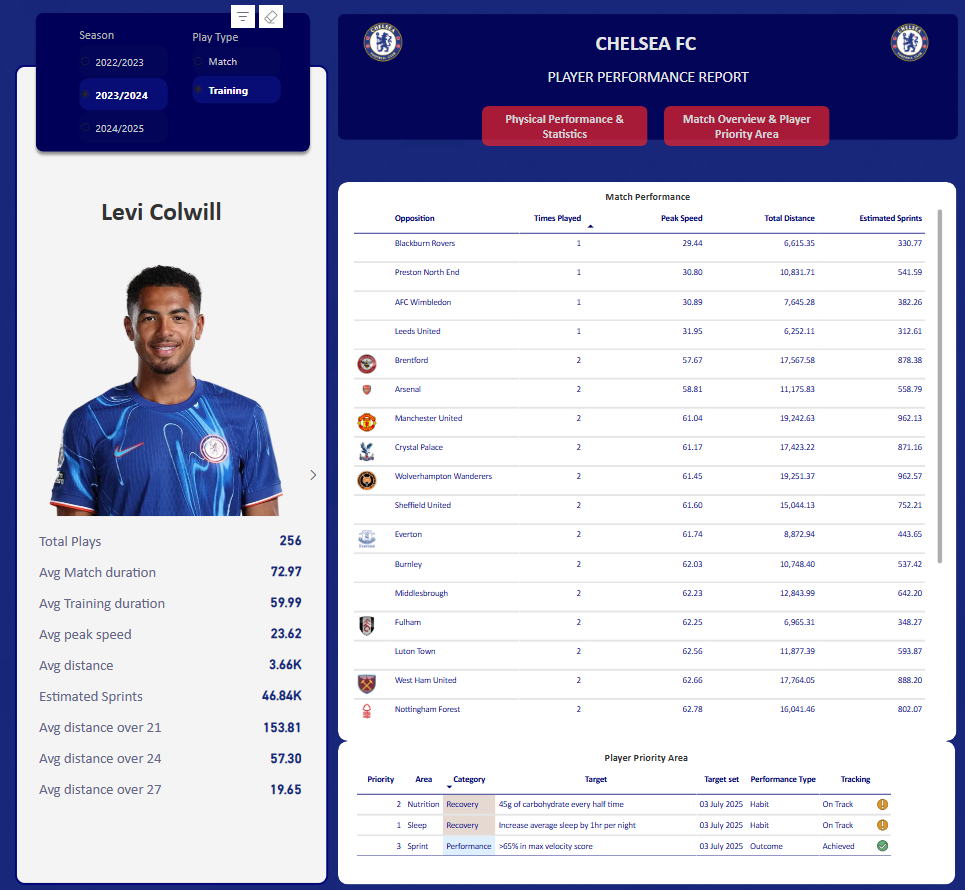 Season
2022/2023
2023/2024
2024/2025
Play Type
Match
Training
CHELSEA FC
PLAYER PERFORMANCE REPORT
Physical Performance &
Statistics
Match Overview & Player
Priority Area
Levi Colwill
Total Plays 256
Avg Match duration 72.97
Avg Training duration 59.99
Avg peak speed 23.62
Avg distance 3.66K
Estimated Sprints 46.84K
Avg distance over 21 153.81
Avg distance over 24 57.30
Avg distance over 27 19.65
Match Performance
Opposition Times Played Peak Speed Total Distance Estimated Sprints
Blackburn Rovers 1 29.44 6,615.35 330.77
Preston North End 1 30.80 10,831.71 541.59
AFC Wimbledon 1 30.89 7,645.28 382.26
Leeds United 1 31.95 6,252.11 312.61
Brentford 2 57.67 17,567.58 878.38
Arsenal 2 58.81 11,175.83 558.79
Manchester United 2 61.04 19,242.63 962.13
Crystal Palace 2 61.17 17,423.22 871.16
Wolverhampton Wanderers 2 61.45 19,251.37 962.57
Sheffield United 2 61.60 15,044.13 752.21
Everton 2 61.74 8,872.94 443.65
Burnley 2 62.03 10,748.40 537.42
Middlesbrough 2 62.23 12,843.99 642.20
Fulham 2 62.25 6,965.31 348.27
Luton Town 2 62.56 11,877.39 593.87
West Ham United 2 62.66 17,764.05 888.20
Nottingham Forest 2 62.78 16,041.46 802.07
Player Priority Area
Priority Area Category Target Target set Performance Type Tracking
2 Nutrition Recovery 45g of carbohydrate every half time 03 July 2025 Habit On Track
1 Sleep Recovery Increase average sleep by 1hr per night 03 July 2025 Habit On Track
3 Sprint Performance >65% in max velocity score 03 July 2025 Outcome Achieved